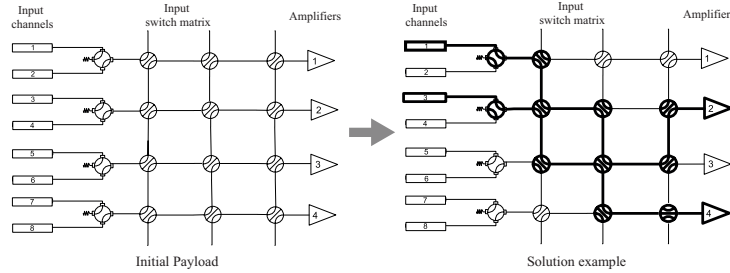 Input
channels
Input
switch matrix
Amplifiers
1
2
3
4
5
6
7
8
1
2
3
4
Initial Payload
Input
channels
Input
switch matrix
Amplifiers
1
2
3
4
5
6
7
8
1
2
3
4
Solution example